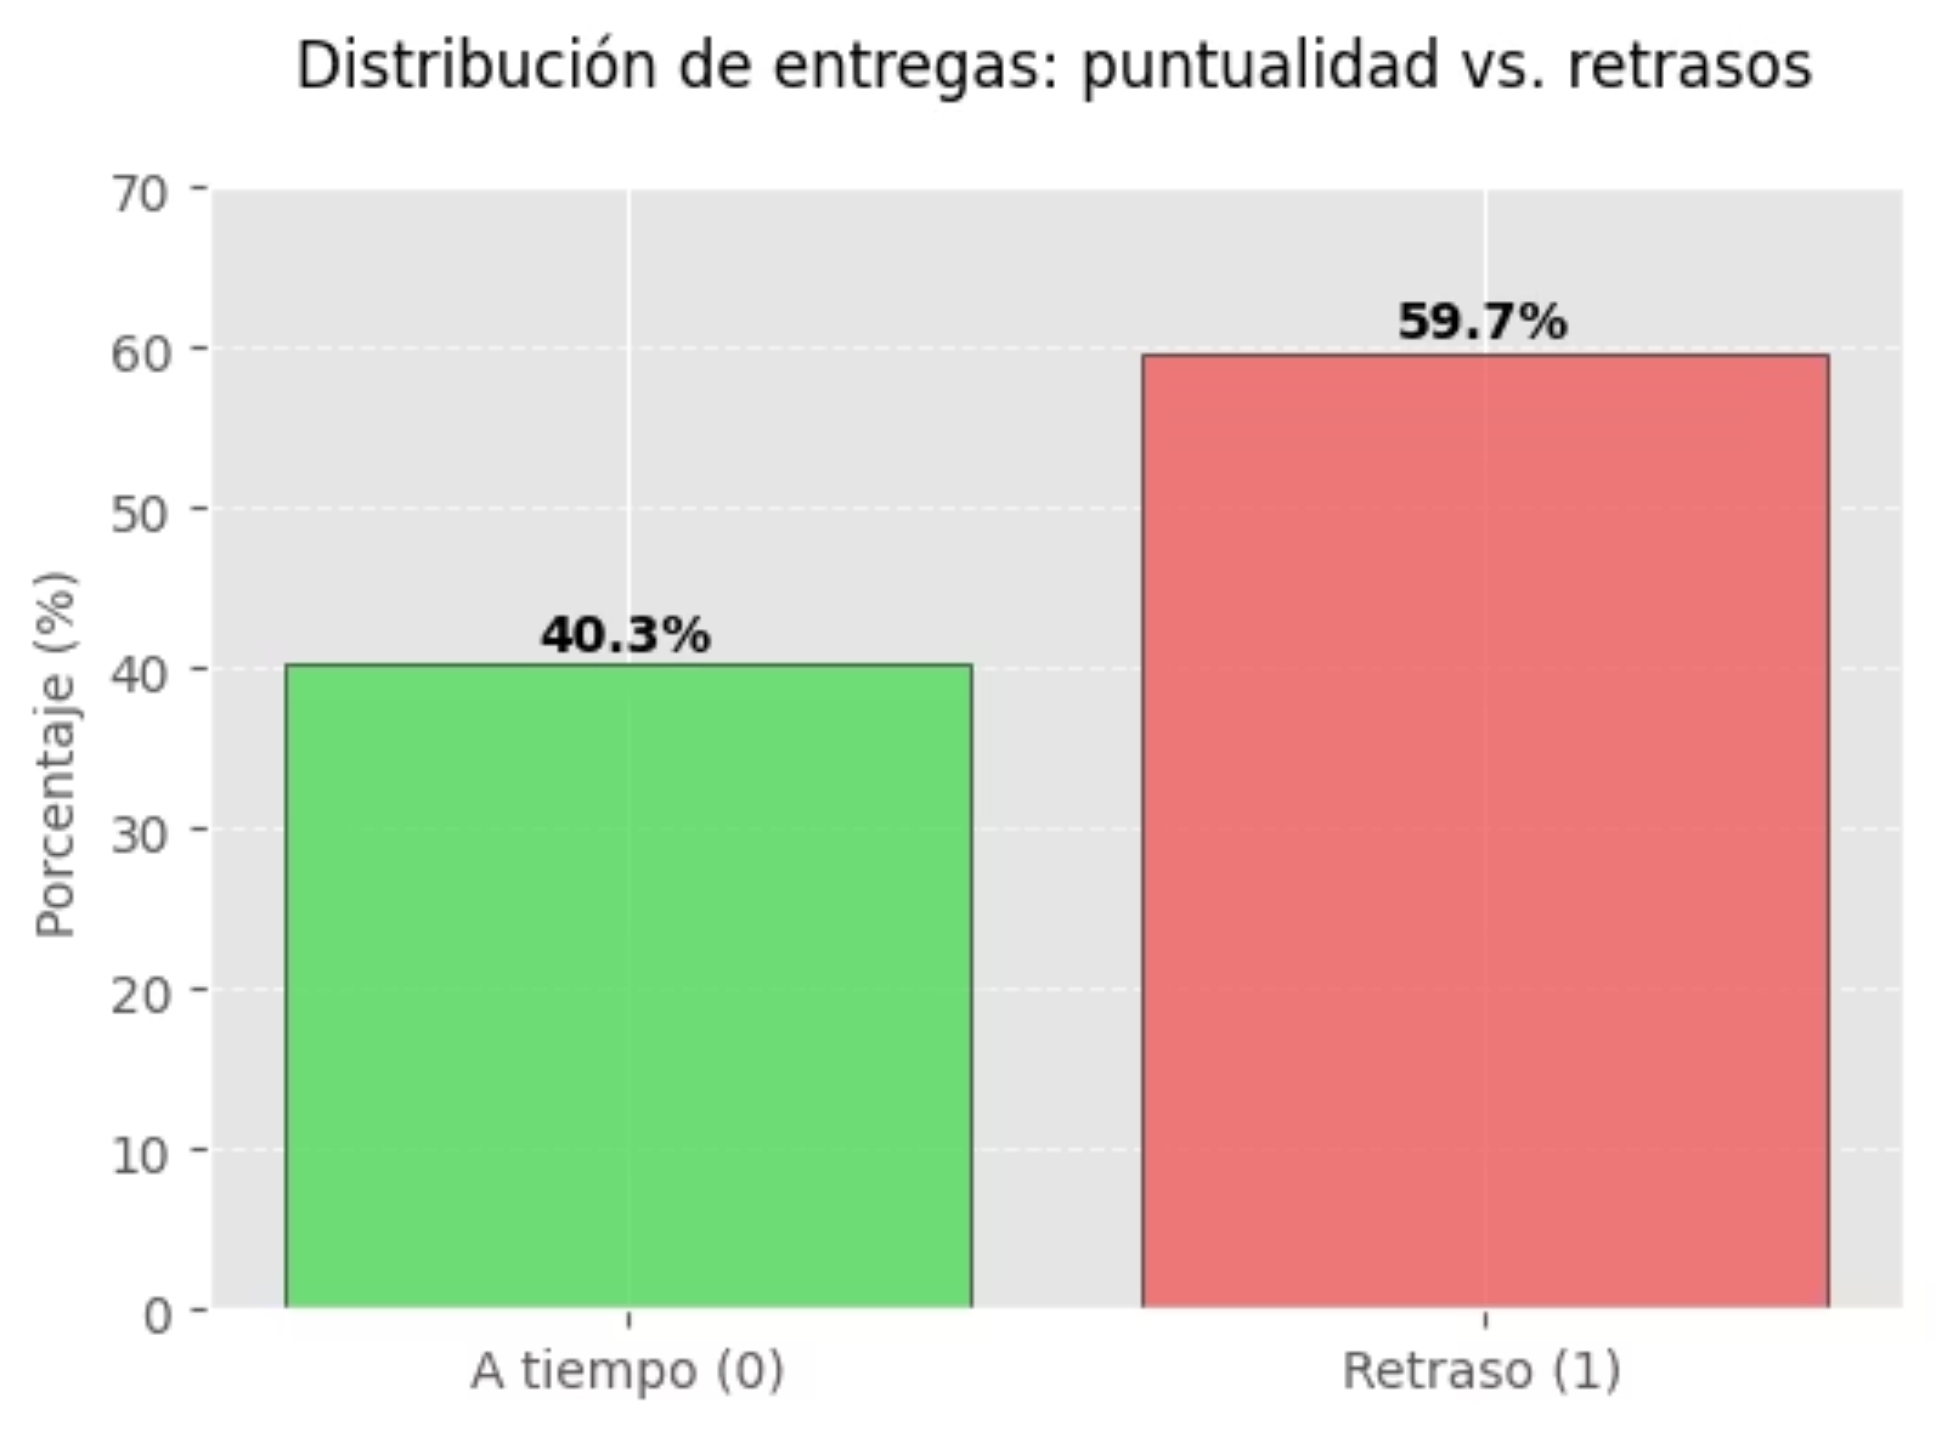 Distribución de entregas: puntualidad vs. retrasos
70
60
50
40
30
20
10
0
Porcentaje (%)
40.3%
59.7%
A tiempo (0)
Retraso (1)